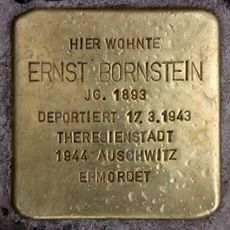 HIER WOHNTE
ERNST BORNSTEIN
JG. 1893
DEPORTIERT 17. 3. 1943
THERESIENSTADT
1944 AUSCHWITZ
ERMORDET